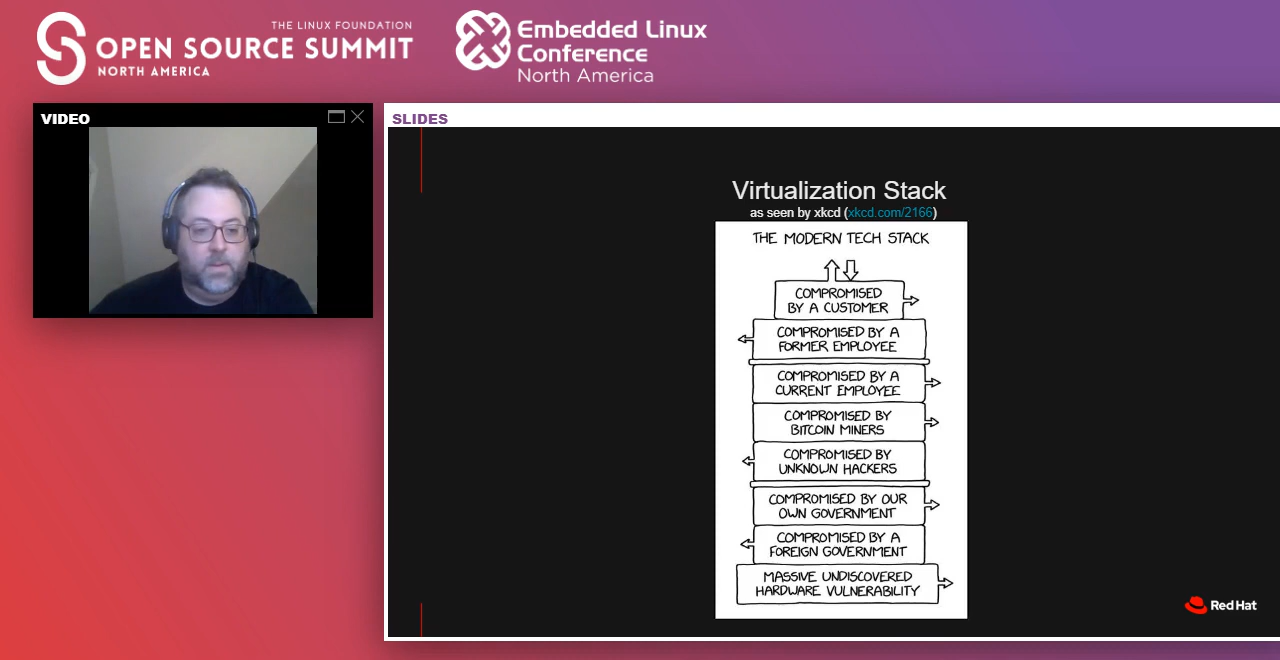 THE LINUX FOUNDATION
OPEN SOURCE SUMMIT
NORTH AMERICA
Embedded Linux
Conference
North America
VIDEO
SLIDES
Virtualization Stack
as seen by xkcd (xkcd.com/2166)
THE MODERN TECH STACK
COMPROMISED
BY A CUSTOMER
COMPROMISED BY A
FORMER EMPLOYEE
COMPROMISED BY A
CURRENT EMPLOYEE
COMPROMISED BY
BITCOIN MINERS
COMPROMISED BY
UNKNOWN HACKERS
COMPROMISED BY OUR
OWN GOVERNMENT
COMPROMISED BY A
FOREIGN GOVERNMENT
MASSIVE UNDISCOVERED
HARDWARE VULNERABILITY
Red Hat